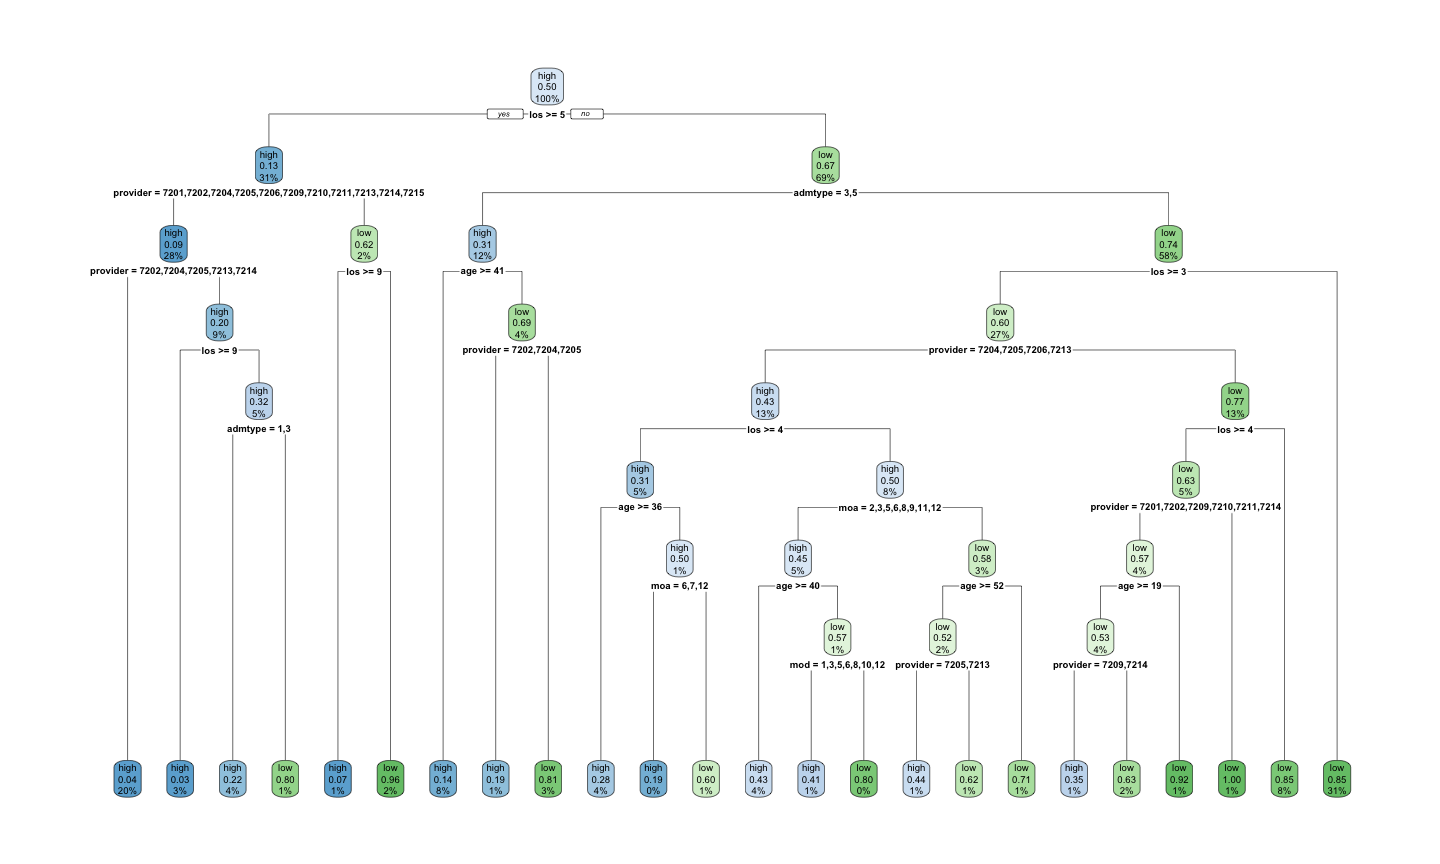 high
0.50
100%
yes los >= 5 no
high
0.13
31%
low
0.67
69%
provider = 7201,7202,7204,7205,7206,7209,7210,7211,7213,7214,7215
admtype = 3,5
high
0.09
28%
low
0.62
2%
high
0.31
12%
low
0.74
58%
provider = 7202,7204,7205,7213,7214
los >= 9
age >= 41
los >= 3
high
0.20
9%
low
0.69
4%
low
0.60
27%
los >= 9
provider = 7202,7204,7205
provider = 7204,7205,7206,7213
high
0.32
5%
high
0.43
13%
low
0.77
13%
admtype = 1,3
los >= 4
los >= 4
high
0.31
5%
high
0.50
8%
low
0.63
5%
age >= 36
moa = 2,3,5,6,8,9,11,12
provider = 7201,7202,7209,7210,7211,7214
high
0.50
1%
high
0.45
5%
low
0.58
3%
low
0.57
4%
moa = 6,7,12
age >= 40
age >= 52
age >= 19
low
0.57
1%
low
0.52
2%
low
0.53
4%
mod = 1,3,5,6,8,10,12
provider = 7205,7213
provider = 7209,7214
high
0.04
20%
high
0.03
3%
high
0.22
4%
low
0.80
1%
high
0.07
1%
low
0.96
2%
high
0.14
8%
high
0.19
1%
low
0.81
3%
high
0.28
4%
high
0.19
0%
low
0.60
1%
high
0.43
4%
high
0.41
1%
low
0.80
0%
high
0.44
1%
low
0.62
1%
low
0.71
1%
high
0.35
1%
low
0.63
2%
low
0.92
1%
low
1.00
1%
low
0.85
8%
low
0.85
31%